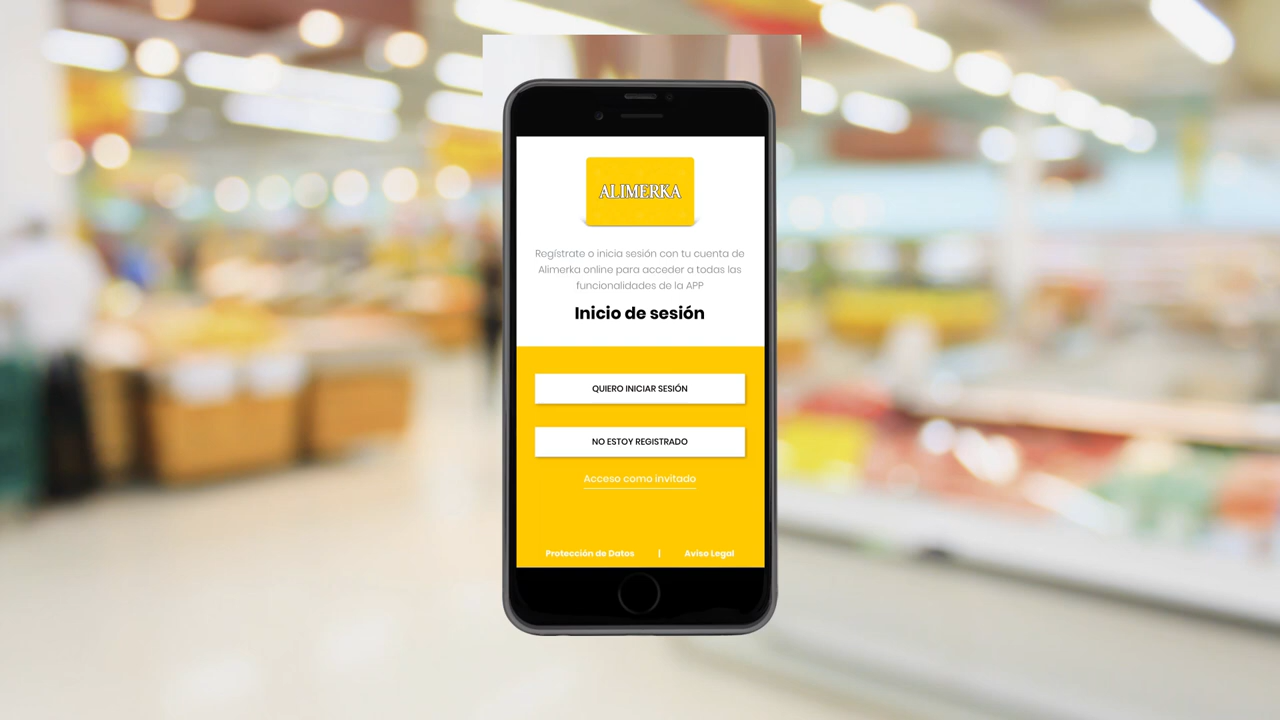 ALIMERKA
Regístrate o inicia sesión con tu cuenta de
Alimerka online para acceder a todas las
funcionalidades de la APP
Inicio de sesión
QUIERO INICIAR SESIÓN
NO ESTOY REGISTRADO
Acceso como invitado
Protección de Datos | Aviso Legal